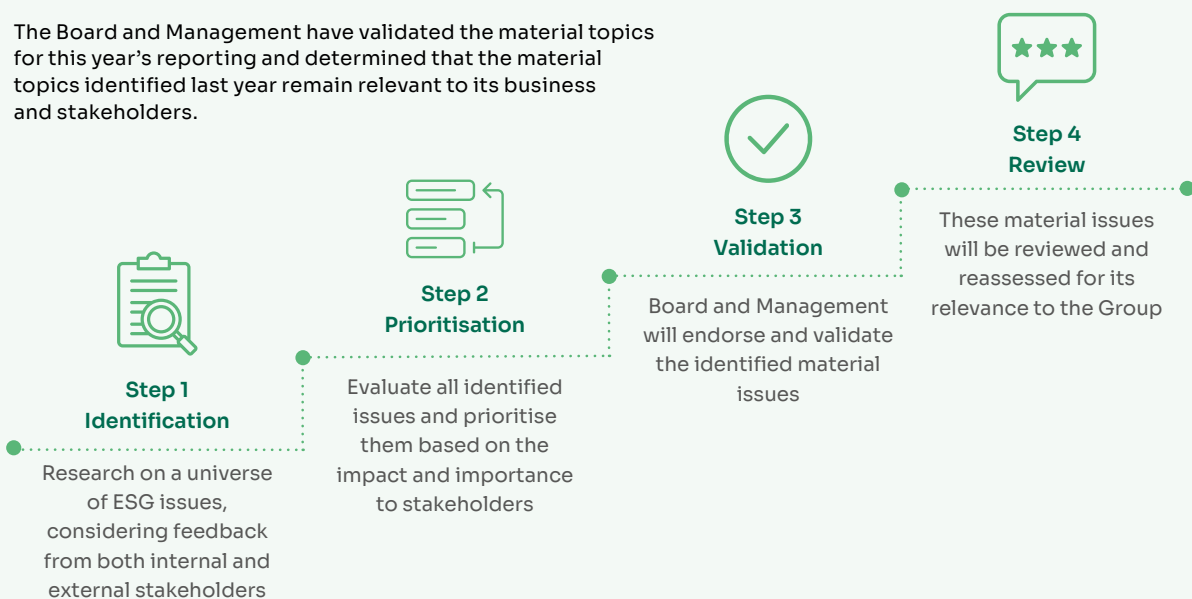 The Board and Management have validated the material topics
for this year's reporting and determined that the material
topics identified last year remain relevant to its business
and stakeholders.
Step 1
Identification
Research on a universe
of ESG issues,
considering feedback
from both internal and
external stakeholders
Step 2
Prioritisation
Evaluate all identified
issues and prioritise
them based on the
impact and importance
to stakeholders
Step 3
Validation
Board and Management
will endorse and validate
the identified material
issues
Step 4
Review
These material issues
will be reviewed and
reassessed for its
relevance to the Group